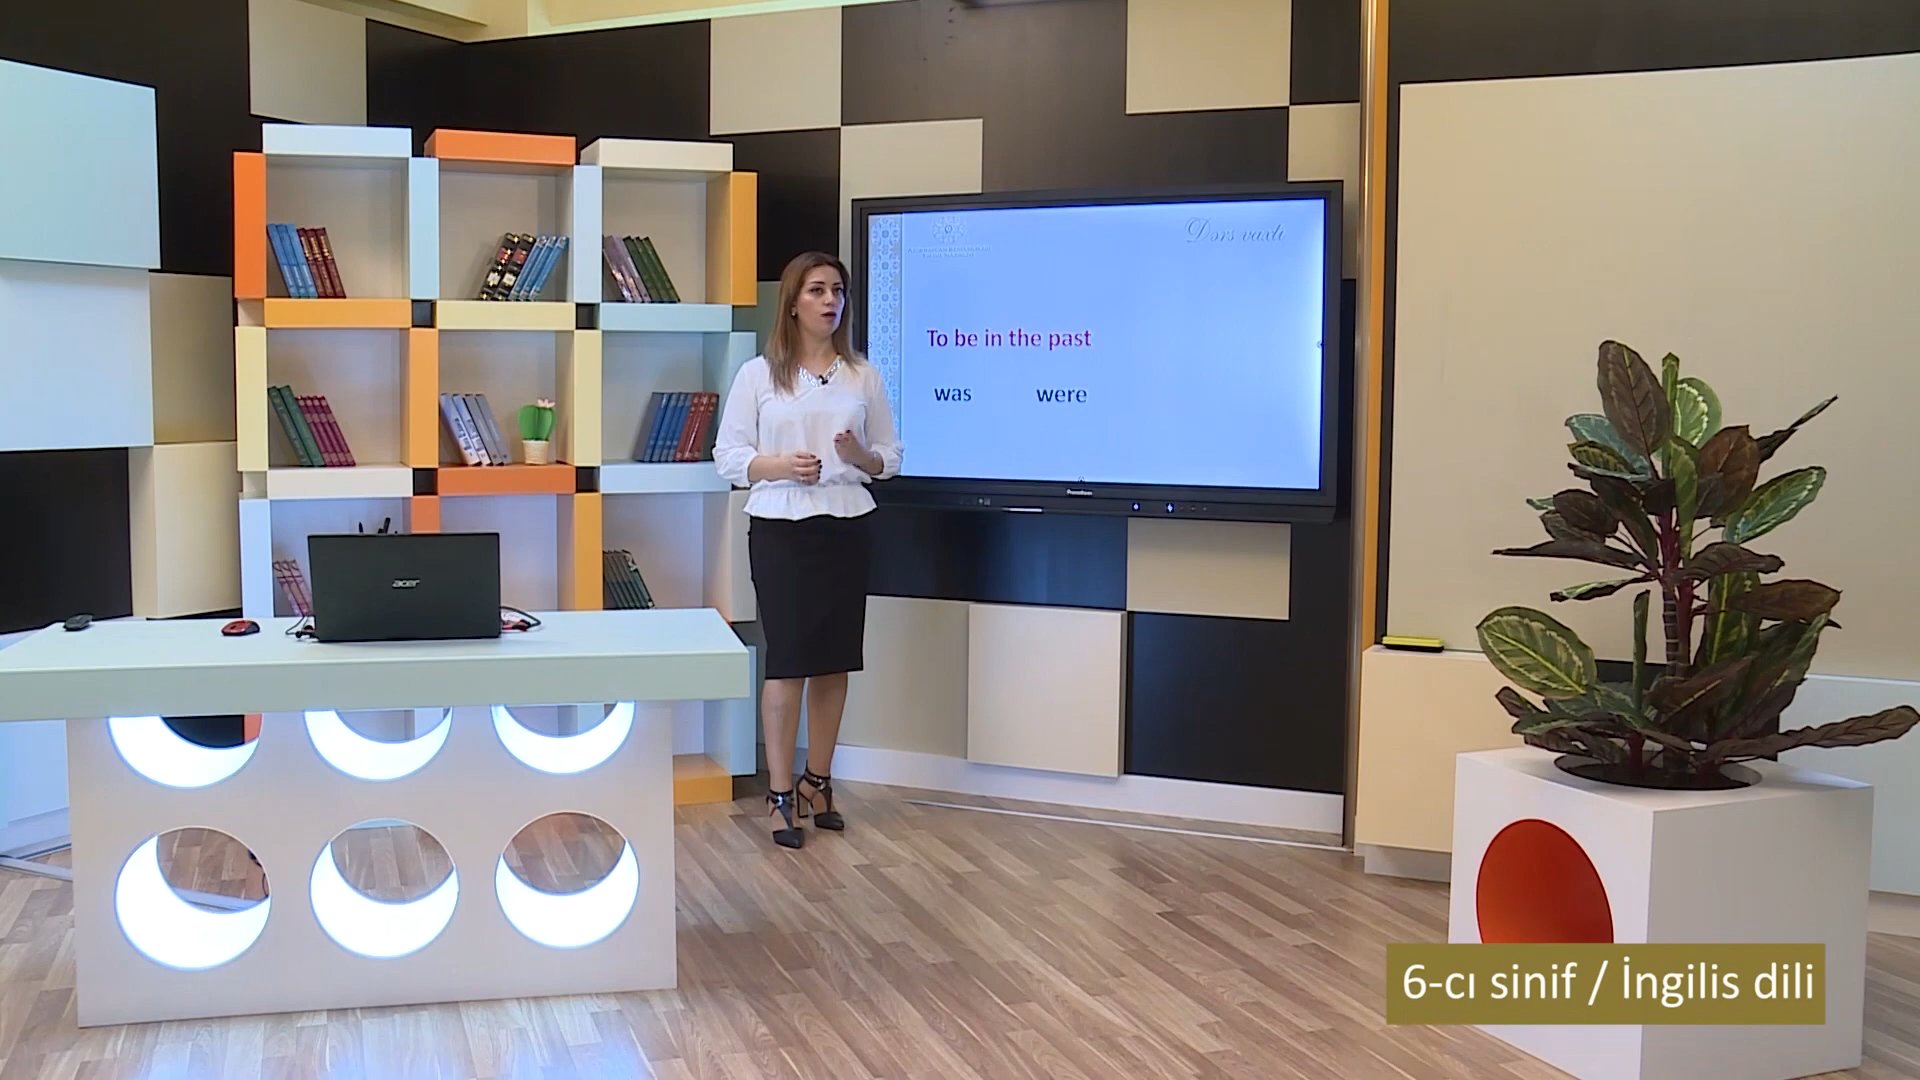 Dərs vaxtı
To be in the past
was were
acer
6-cı sinif / İngilis dili